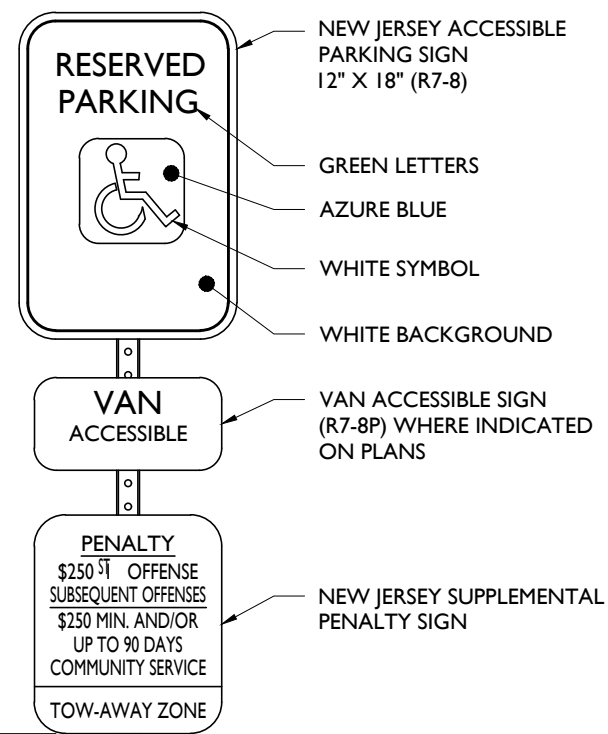 RESERVED
PARKING
VAN
ACCESSIBLE
PENALTY
$250 ST OFFENSE
SUBSEQUENT OFFENSES
$250 MIN. AND/OR
UP TO 90 DAYS
COMMUNITY SERVICE
TOW-AWAY ZONE
NEW JERSEY ACCESSIBLE
PARKING SIGN
12" X 18" (R7-8)
GREEN LETTERS
AZURE BLUE
WHITE SYMBOL
WHITE BACKGROUND
VAN ACCESSIBLE SIGN
(R7-8P) WHERE INDICATED
ON PLANS
NEW JERSEY SUPPLEMENTAL
PENALTY SIGN